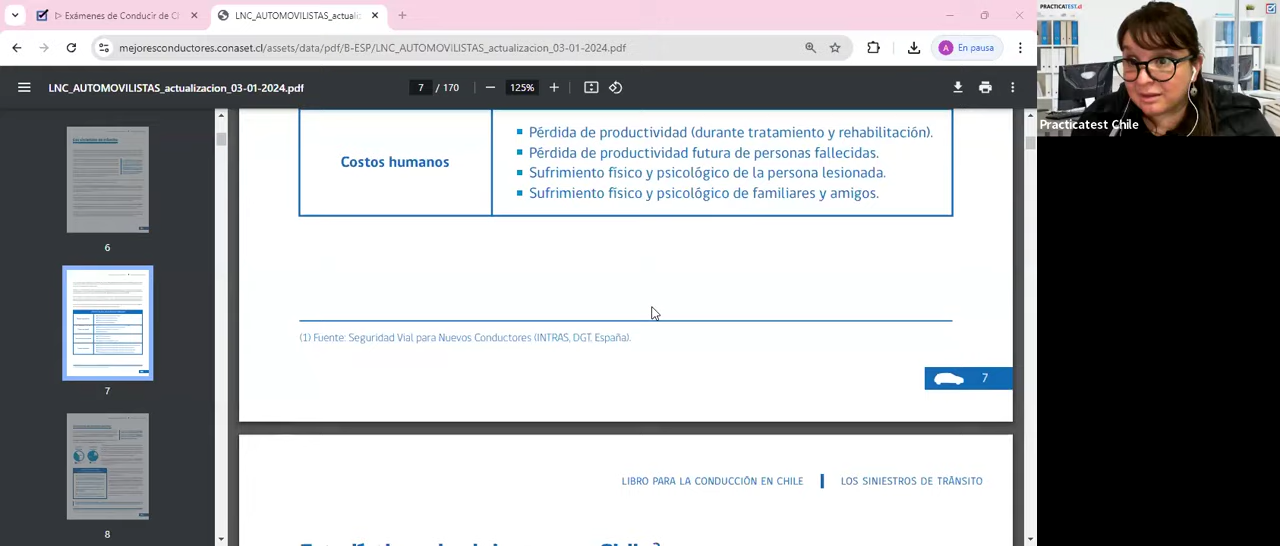 Exámenes de Conducir de C
LNC_AUTOMOVILISTAS_actualiz
mejoresconductores.conaset.cl/assets/data/pdf/B-ESP/LNC_AUTOMOVILISTAS_actualizacion_03-01-2024.pdf
A En pausa
LNC_AUTOMOVILISTAS_actualizacion_03-01-2024.pdf
7 / 170
125%
PRACTICATEST.cl
Practicatest Chile
6
7
8
Costos humanos
Pérdida de productividad (durante tratamiento y rehabilitación).
Pérdida de productividad futura de personas fallecidas.
Sufrimiento físico y psicológico de la persona lesionada.
Sufrimiento físico y psicológico de familiares y amigos.
(1) Fuente: Seguridad Vial para Nuevos Conductores (INTRAS, DGT. España).
7
LIBRO PARA LA CONDUCCIÓN EN CHILE
LOS SINIESTROS DE TRÁNSITO